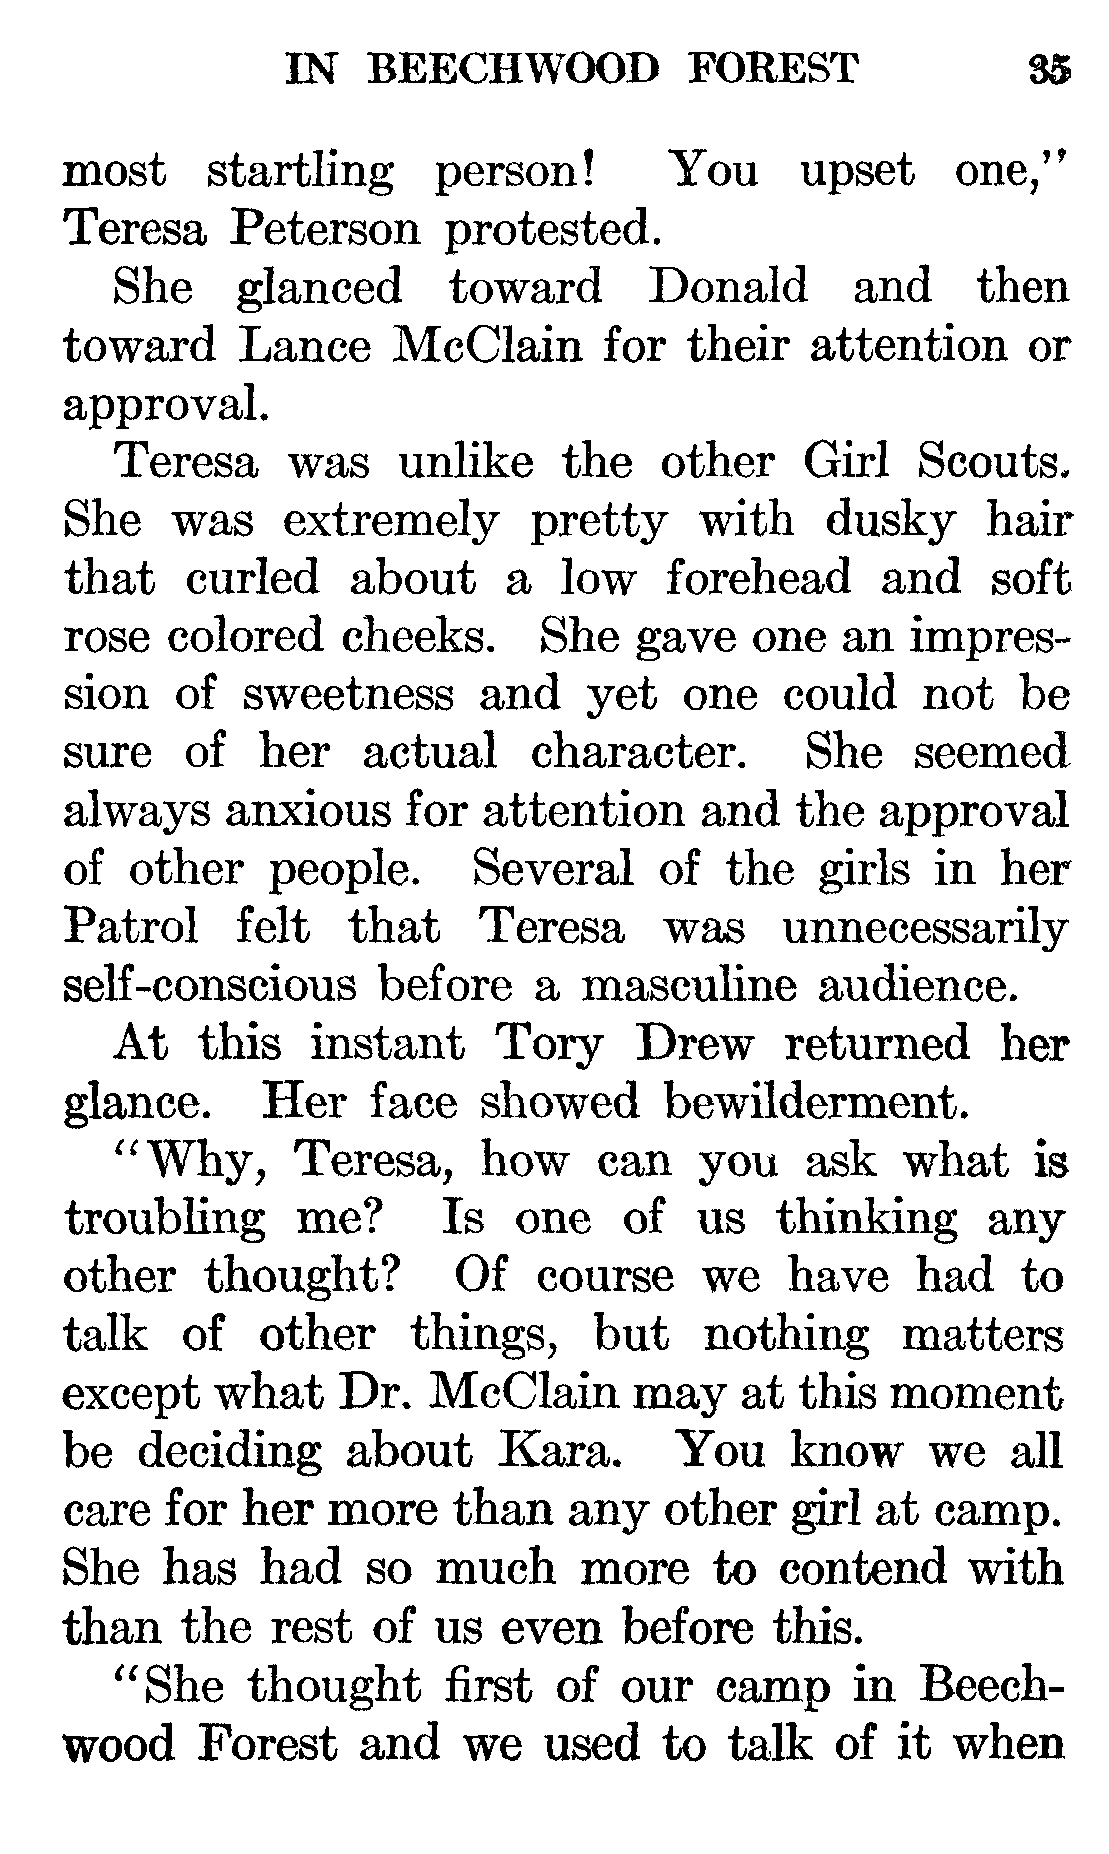 IN BEECHWOOD FOREST 35
most startling person! You upset one,"
Teresa Peterson protested.
She glanced toward Donald and then
toward Lance McClain for their attention or
approval.
Teresa was unlike the other Girl Scouts.
She was extremely pretty with dusky hair
that curled about a low forehead and soft
rose colored cheeks. She gave one an impres-
sion of sweetness and yet one could not be
sure of her actual character. She seemed
always anxious for attention and the approval
of other people. Several of the girls in her
Patrol felt that Teresa was unnecessarily
self-conscious before a masculine audience.
At this instant Tory Drew returned her
glance. Her face showed bewilderment.
"Why, Teresa, how can you ask what is
troubling me? Is one of us thinking any
other thought? Of course we have had to
talk of other things, but nothing matters
except what Dr. McClain may at this moment
be deciding about Kara. You know we all
care for her more than any other girl at camp.
She has had so much more to contend with
than the rest of us even before this.
"She thought first of our camp in Beech-
wood Forest and we used to talk of it when